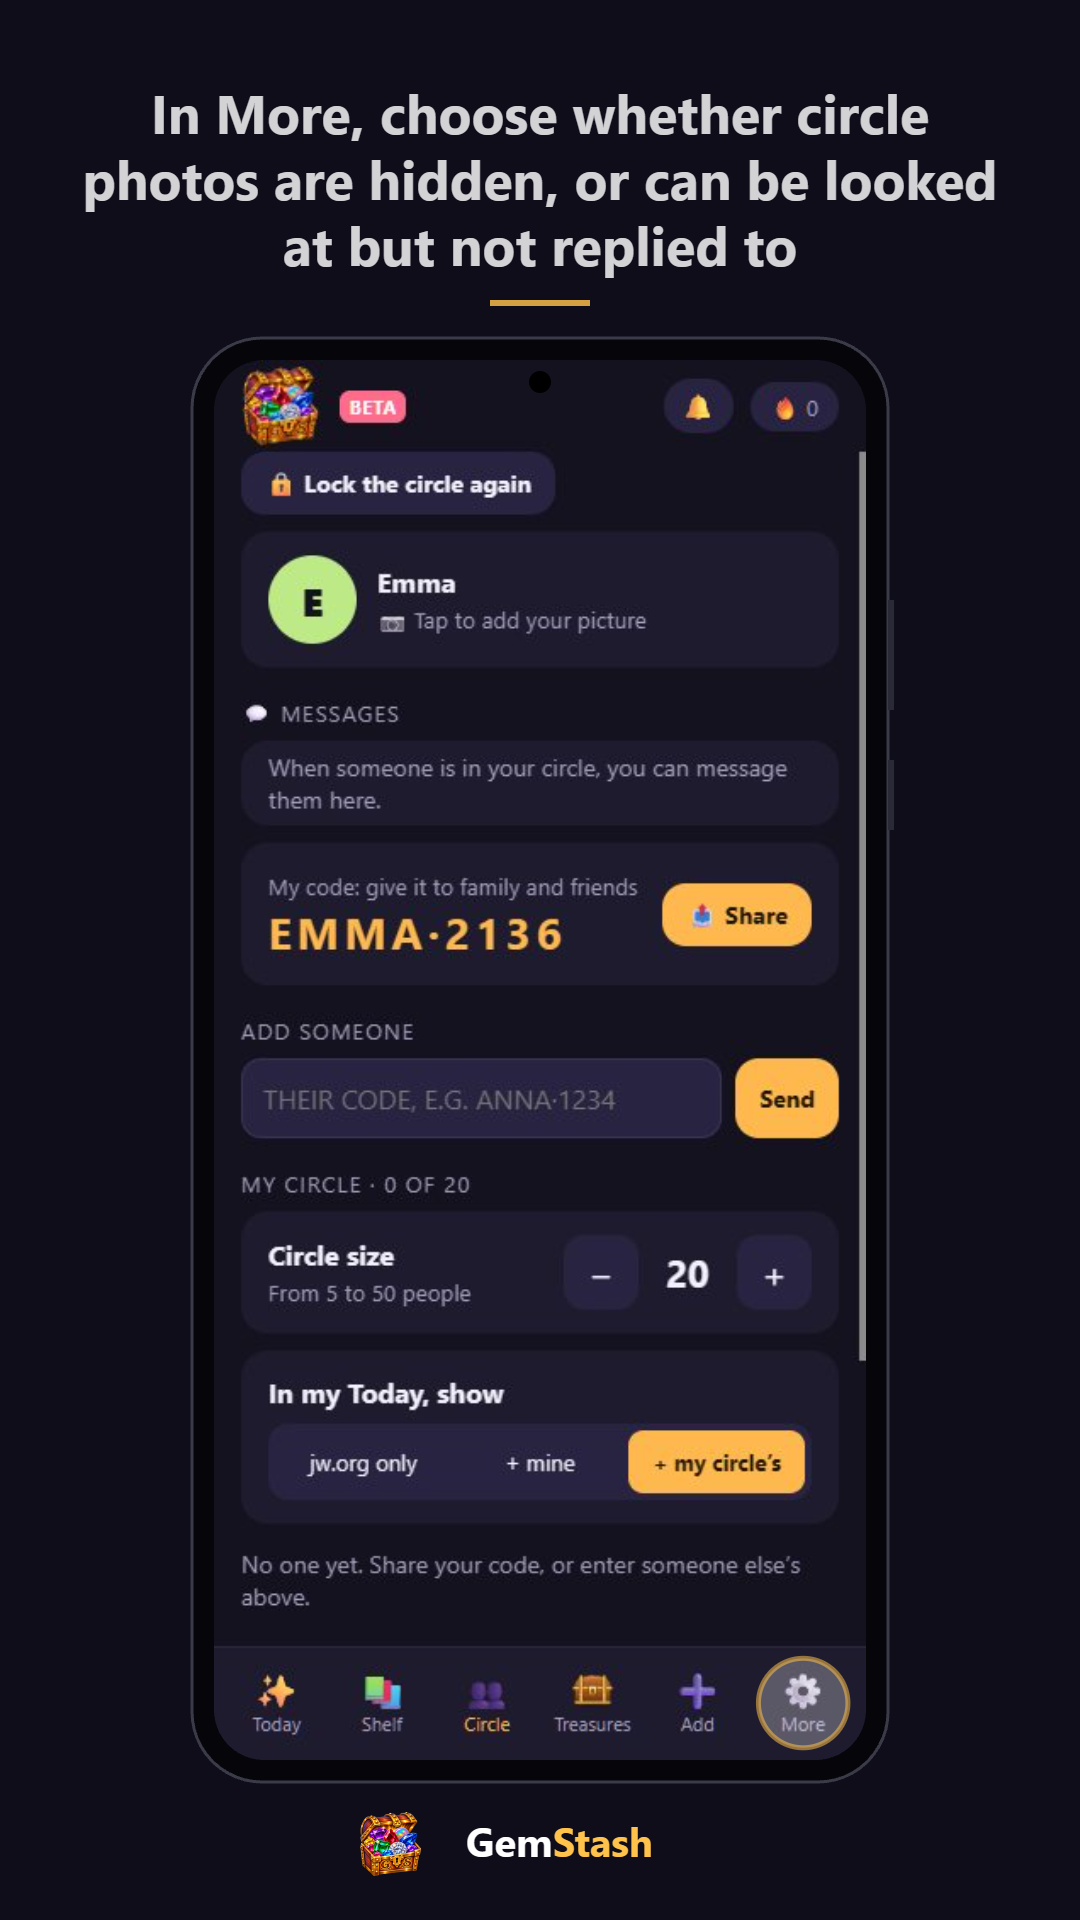 In More, choose whether circle
photos are hidden, or can be looked
at but not replied to
BETA
0
Lock the circle again
E
Emma
Tap to add your picture
MESSAGES
When someone is in your circle, you can message
them here.
My code: give it to family and friends
EMMA·2136
Share
ADD SOMEONE
THEIR CODE, E.G. ANNA·1234
Send
MY CIRCLE · 0 OF 20
Circle size
From 5 to 50 people
– 20 +
In my Today, show
jw.org only + mine + my circle’s
No one yet. Share your code, or enter someone else’s
above.
Today Shelf Circle Treasures Add More
GemStash